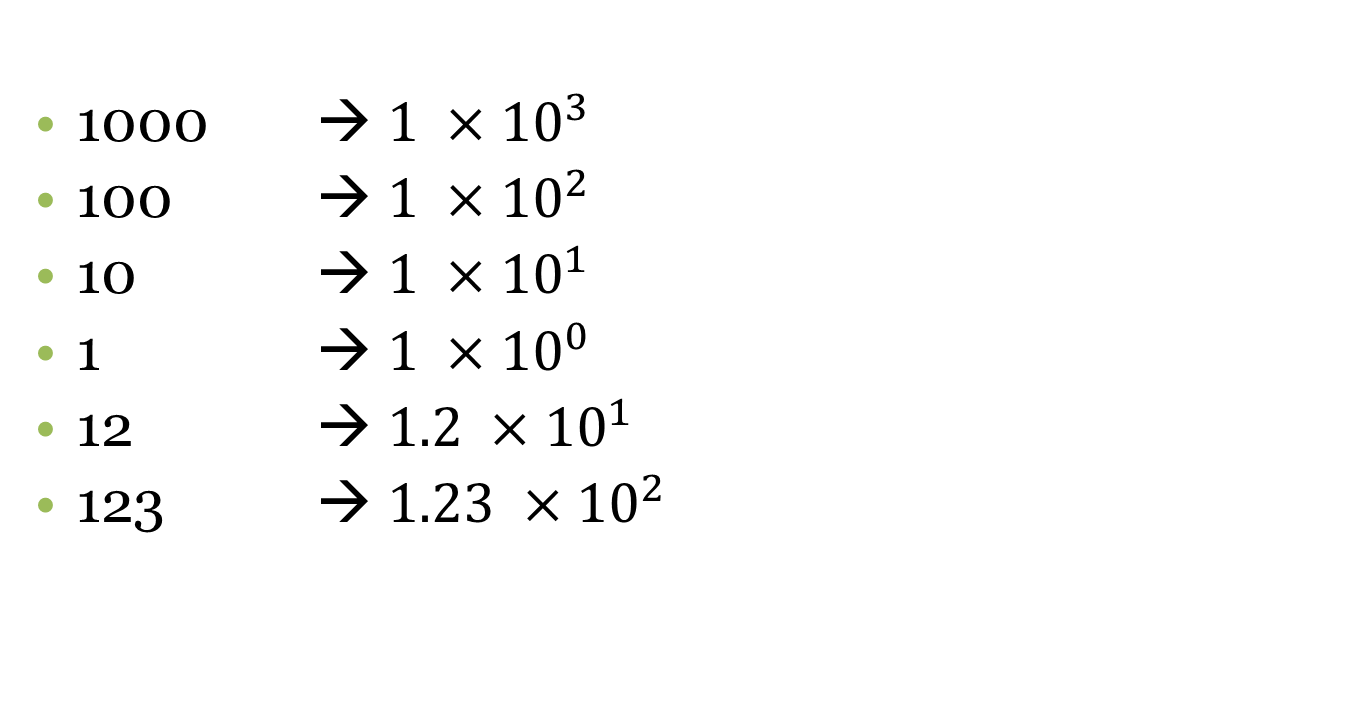 • 1000 → 1 × 10³
• 100 → 1 × 10²
• 10 → 1 × 10¹
• 1 → 1 × 10⁰
• 12 → 1.2 × 10¹
• 123 → 1.23 × 10²